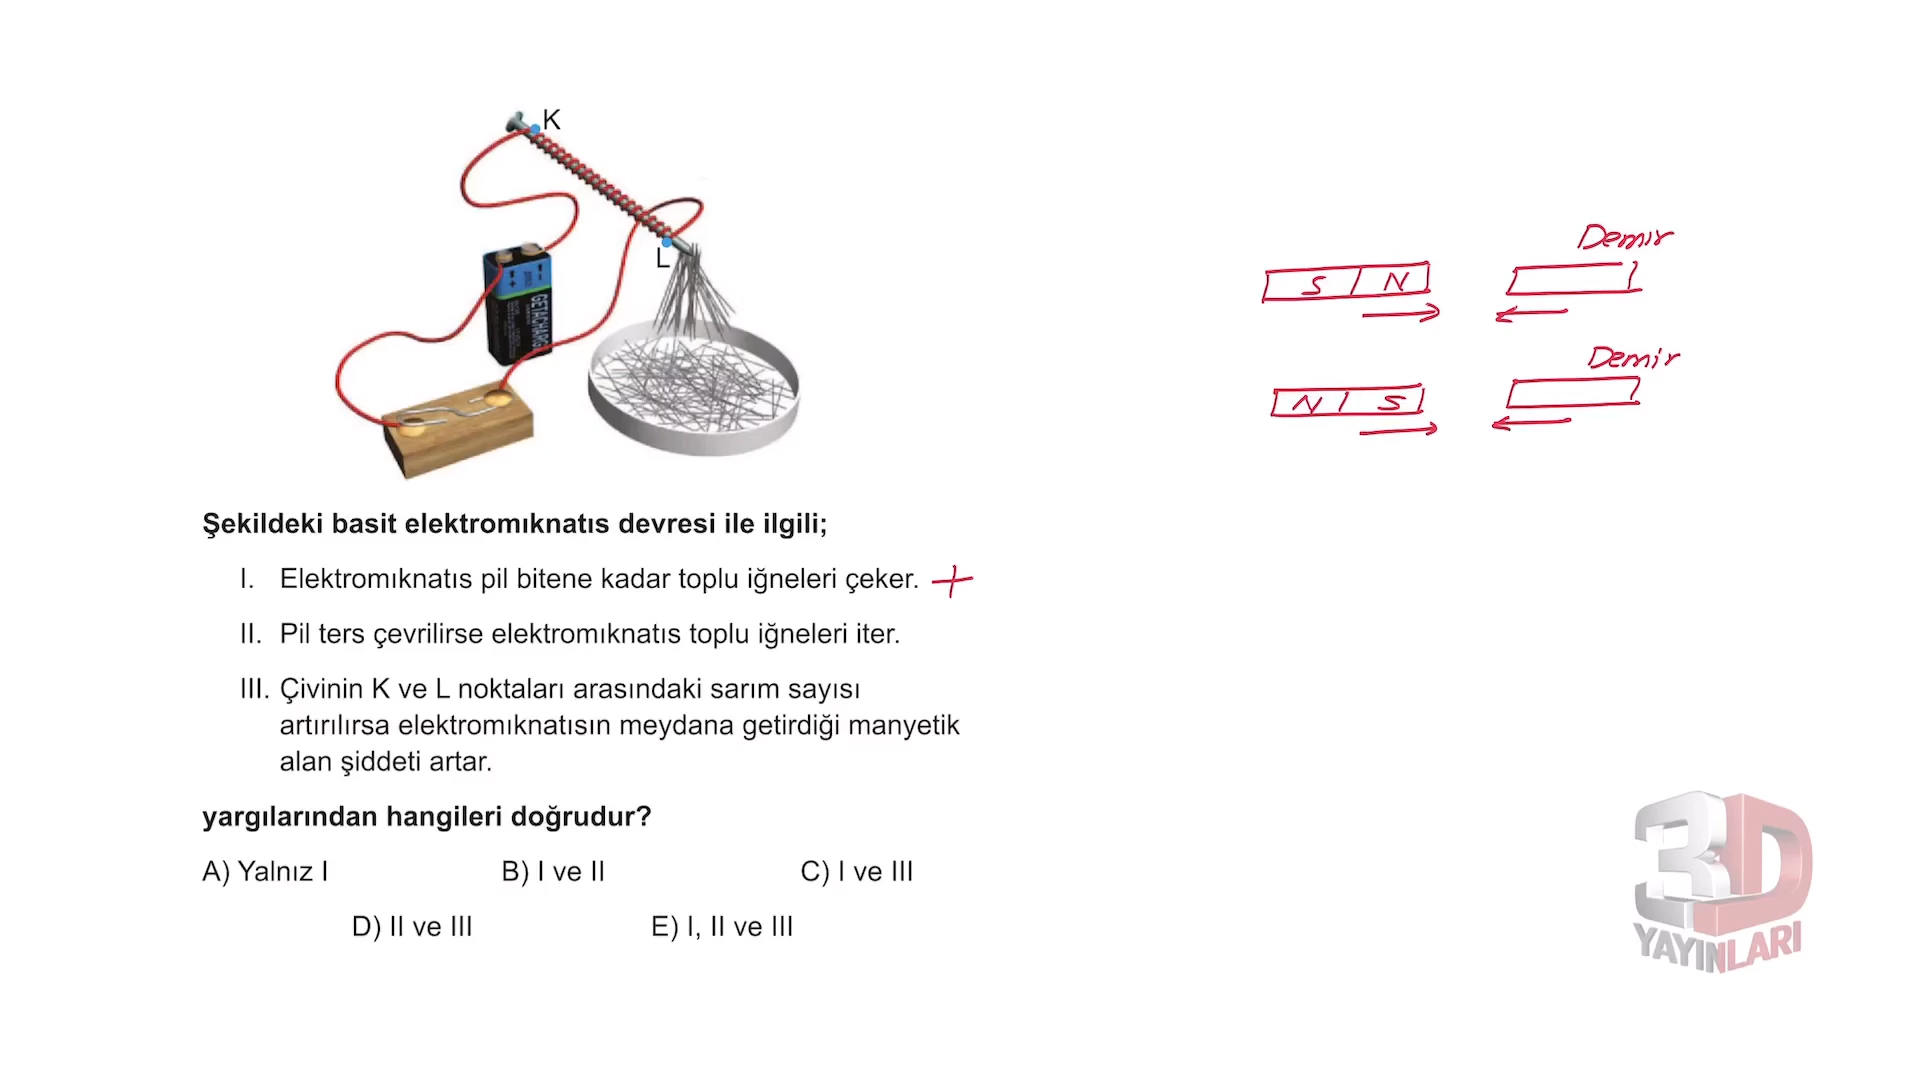 K
L
GETACHARG
Demir
S N
Demir
N S
Şekildeki basit elektromıknatıs devresi ile ilgili;
I. Elektromıknatıs pil bitene kadar toplu iğneleri çeker. +
II. Pil ters çevrilirse elektromıknatıs toplu iğneleri iter.
III. Çivinin K ve L noktaları arasındaki sarım sayısı
artırılırsa elektromıknatısın meydana getirdiği manyetik
alan şiddeti artar.
yargılarından hangileri doğrudur?
A) Yalnız I B) I ve II C) I ve III
D) II ve III E) I, II ve III
3D
YAYINLARI